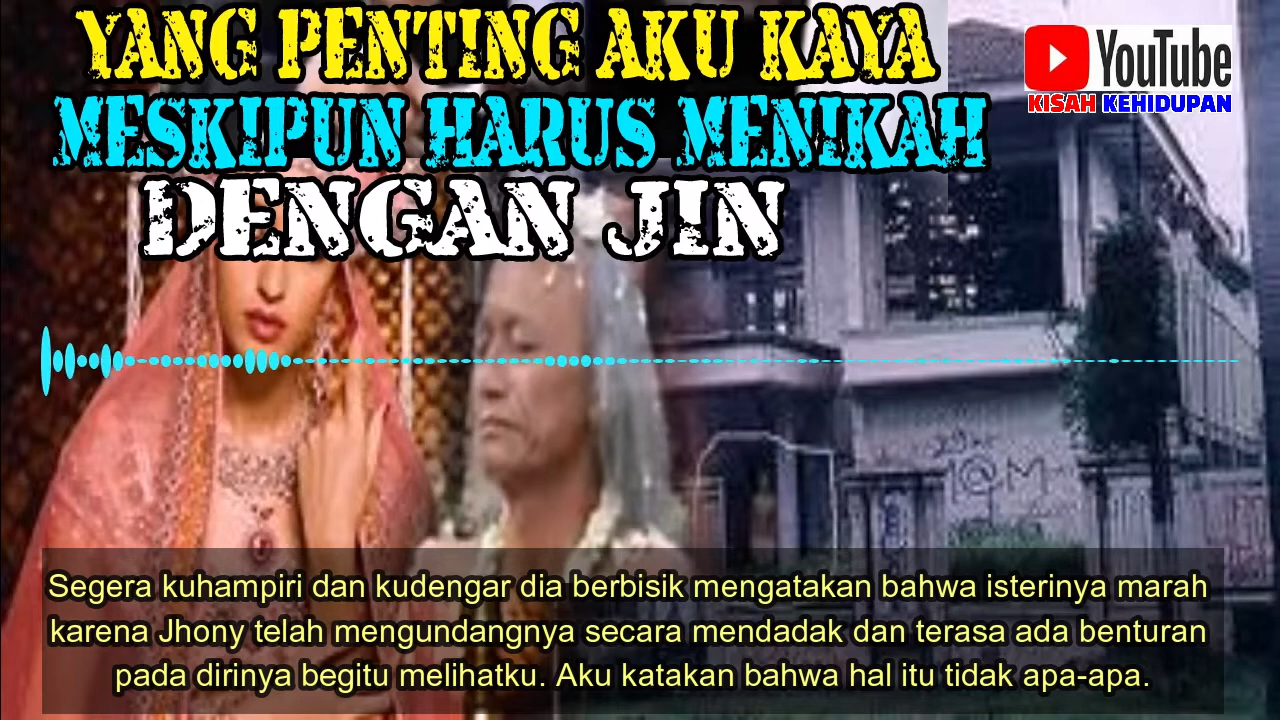 YANG PENTING AKU KAYA
MESKIPUN HARUS MENIKAH
DENGAN JIN
YouTube
KISAH KEHIDUPAN
Segera kuhampiri dan kudengar dia berbisik mengatakan bahwa isterinya marah
karena Jhony telah mengundangnya secara mendadak dan terasa ada benturan
pada dirinya begitu melihatku. Aku katakan bahwa hal itu tidak apa-apa.